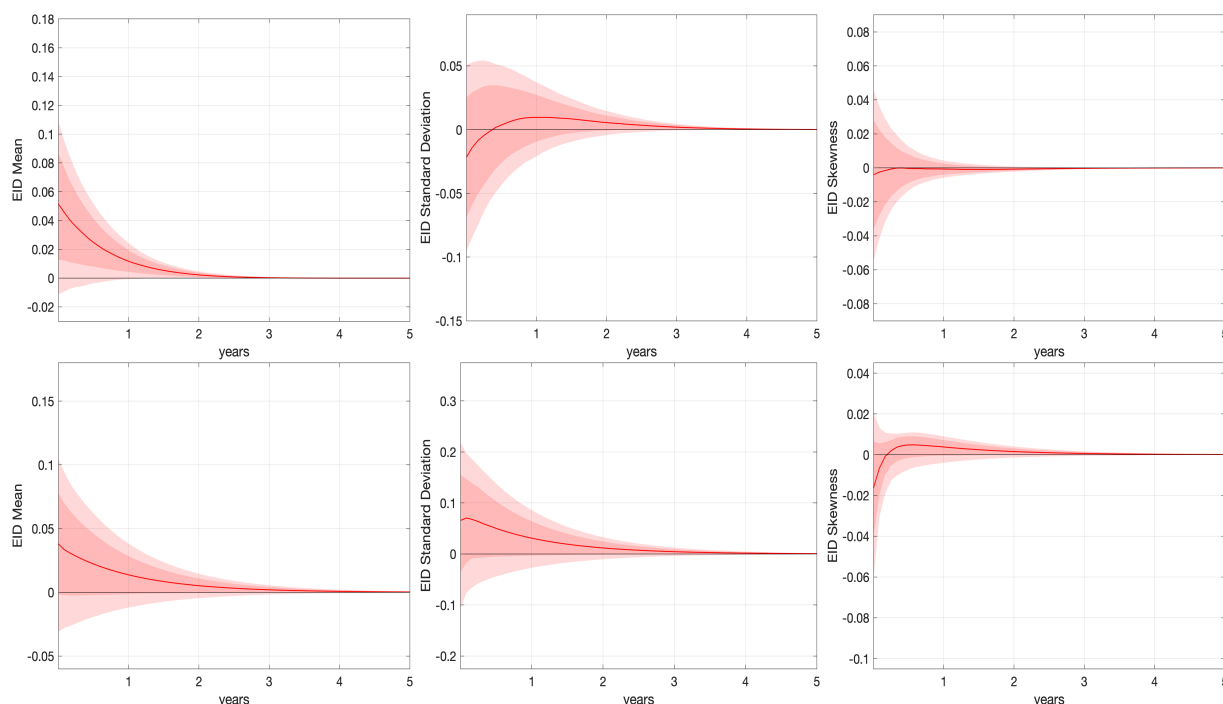 EID Mean
0.18
0.16
0.14
0.12
0.1
0.08
0.06
0.04
0.02
0
-0.02
1 2 3 4 5
years
EID Standard Deviation
0.05
0
-0.05
-0.1
-0.15
1 2 3 4 5
years
EID Skewness
0.08
0.06
0.04
0.02
0
-0.02
-0.04
-0.06
-0.08
1 2 3 4 5
years
EID Mean
0.15
0.1
0.05
0
-0.05
1 2 3 4 5
years
EID Standard Deviation
0.3
0.2
0.1
0
-0.1
-0.2
1 2 3 4 5
years
EID Skewness
0.04
0.02
0
-0.02
-0.04
-0.06
-0.08
-0.1
1 2 3 4 5
years